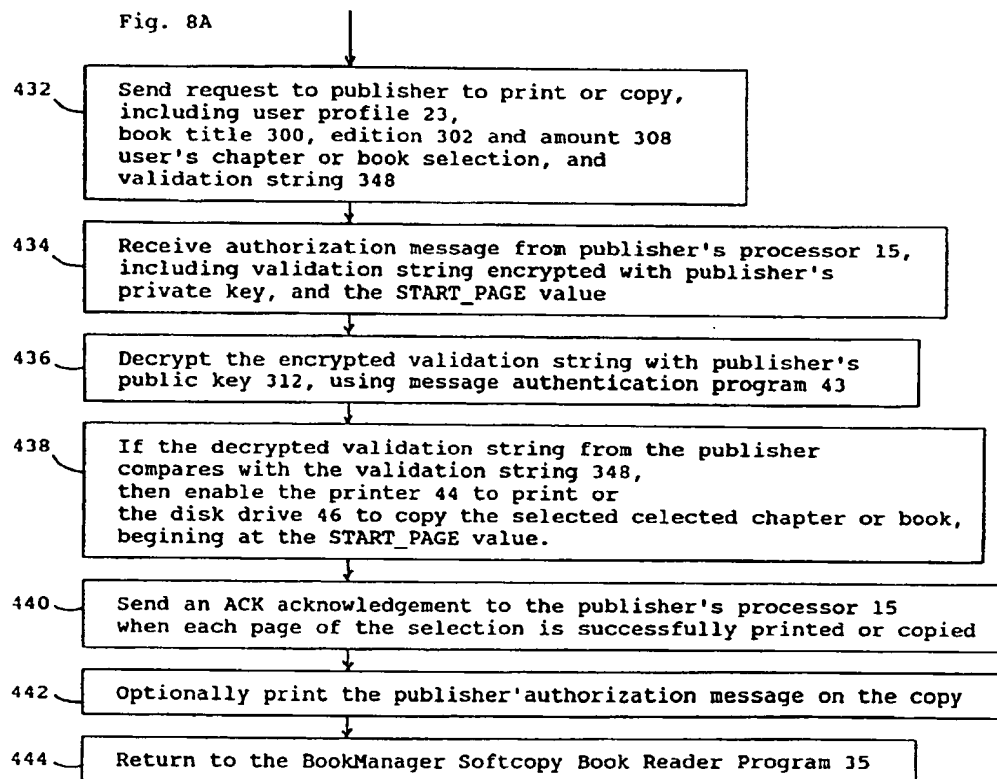 Fig. 8A
432
Send request to publisher to print or copy,
including user profile 23,
book title 300, edition 302 and amount 308
user's chapter or book selection, and
validation string 348
434
Receive authorization message from publisher's processor 15,
including validation string encrypted with publisher's
private key, and the START_PAGE value
436
Decrypt the encrypted validation string with publisher's
public key 312, using message authentication program 43
438
If the decrypted validation string from the publisher
compares with the validation string 348,
then enable the printer 44 to print or
the disk drive 46 to copy the selected celected chapter or book,
begining at the START_PAGE value.
440
Send an ACK acknowledgement to the publisher's processor 15
when each page of the selection is successfully printed or copied
442
Optionally print the publisher'authorization message on the copy
444
Return to the BookManager Softcopy Book Reader Program 35